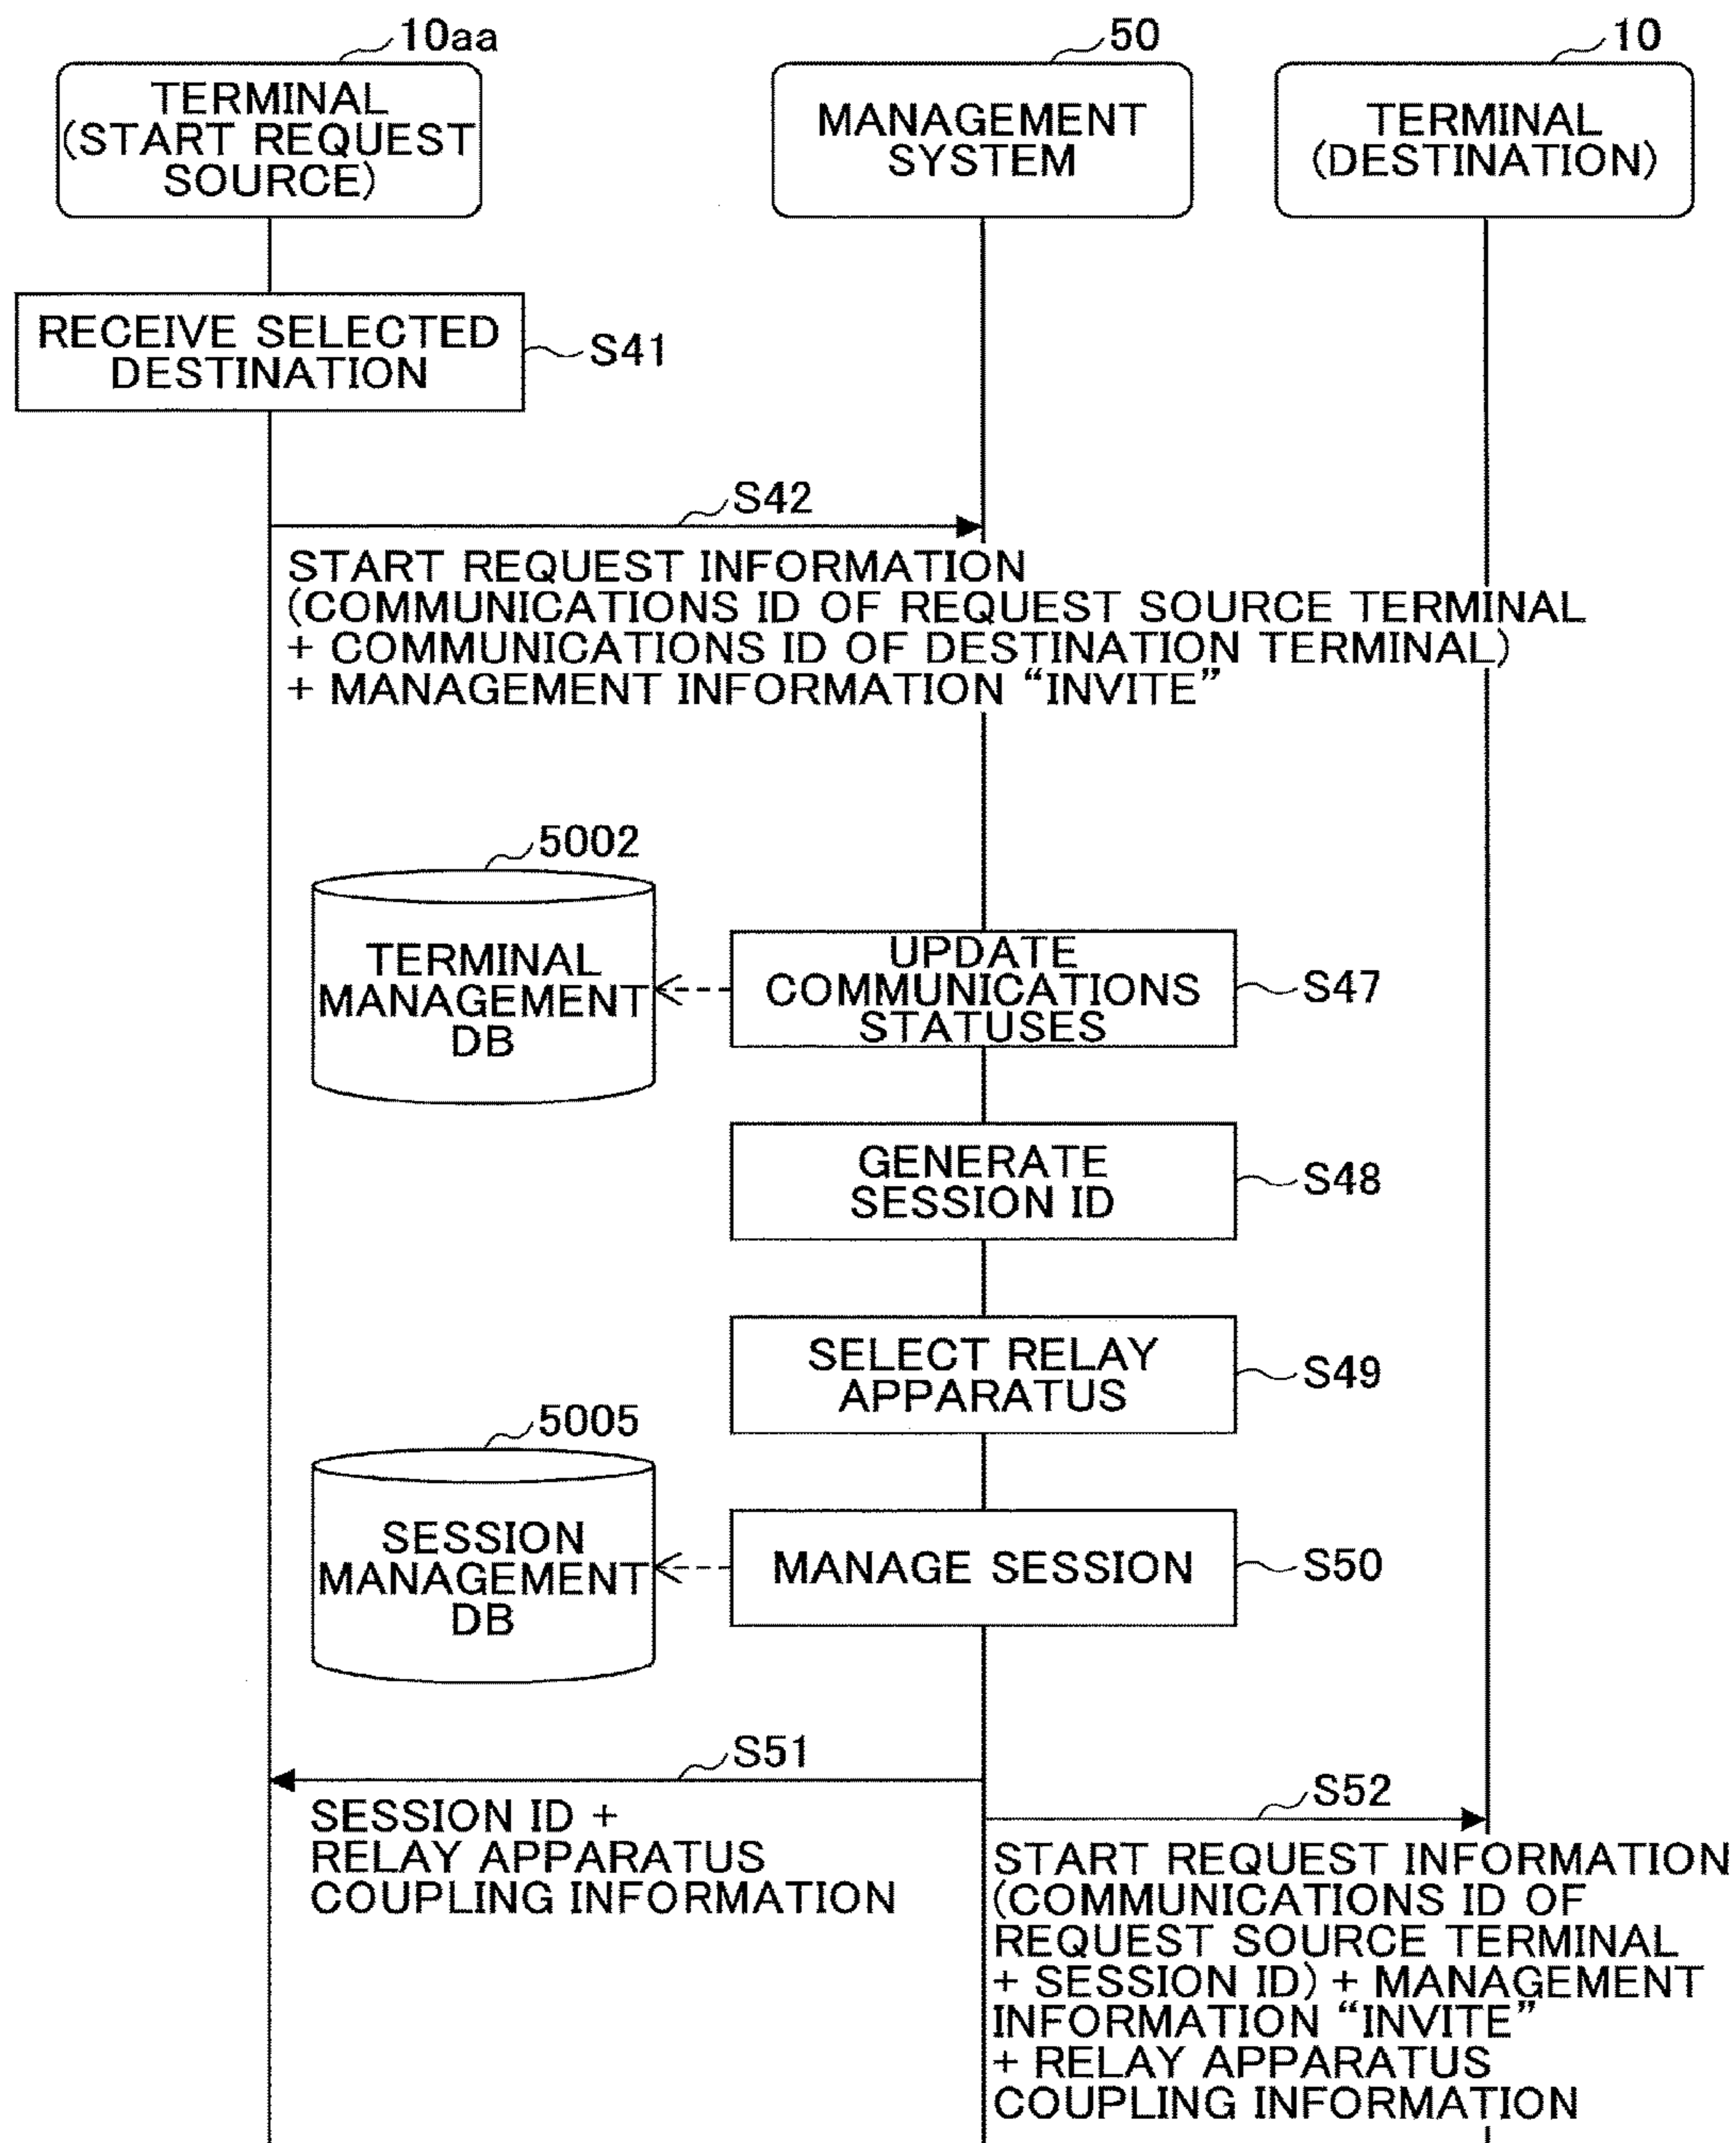 10aa
50
10
TERMINAL
(START REQUEST
SOURCE)
MANAGEMENT
SYSTEM
TERMINAL
(DESTINATION)
RECEIVE SELECTED
DESTINATION
S41
S42
START REQUEST INFORMATION
(COMMUNICATIONS ID OF REQUEST SOURCE TERMINAL
+ COMMUNICATIONS ID OF DESTINATION TERMINAL)
+ MANAGEMENT INFORMATION “INVITE”
5002
TERMINAL
MANAGEMENT
DB
UPDATE
COMMUNICATIONS
STATUSES
S47
GENERATE
SESSION ID
S48
SELECT RELAY
APPARATUS
S49
5005
SESSION
MANAGEMENT
DB
MANAGE SESSION
S50
S51
SESSION ID +
RELAY APPARATUS
COUPLING INFORMATION
S52
START REQUEST INFORMATION
(COMMUNICATIONS ID OF
REQUEST SOURCE TERMINAL
+ SESSION ID) + MANAGEMENT
INFORMATION “INVITE”
+ RELAY APPARATUS
COUPLING INFORMATION